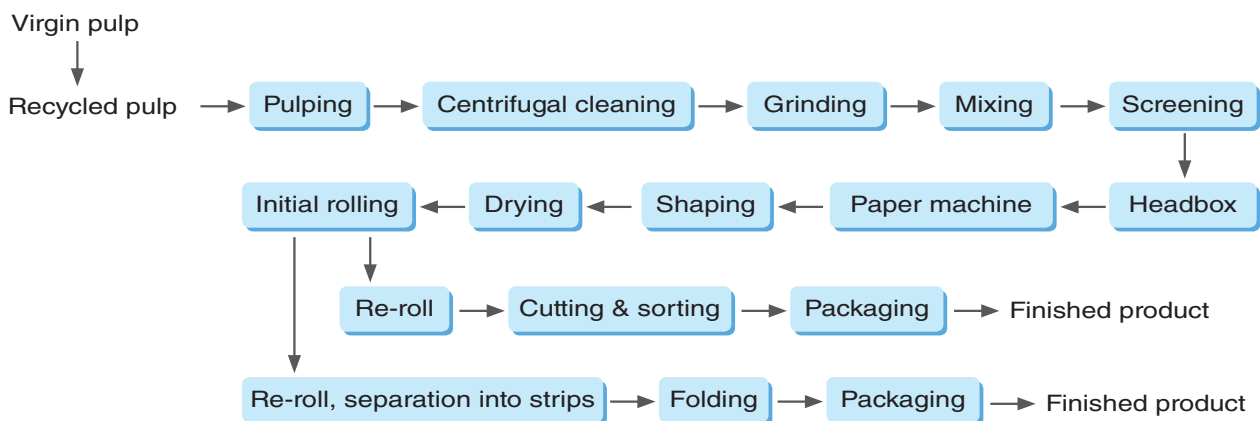 Virgin pulp
Recycled pulp
Pulping
Centrifugal cleaning
Grinding
Mixing
Screening
Headbox
Paper machine
Shaping
Drying
Initial rolling
Re-roll
Cutting & sorting
Packaging
Finished product
Re-roll, separation into strips
Folding
Packaging
Finished product